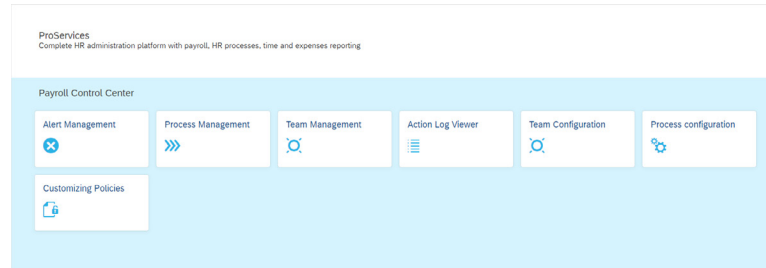 ProServices
Complete HR administration platform with payroll, HR processes, time and expenses reporting
Payroll Control Center
Alert Management
Process Management
Team Management
Action Log Viewer
Team Configuration
Process configuration
Customizing Policies